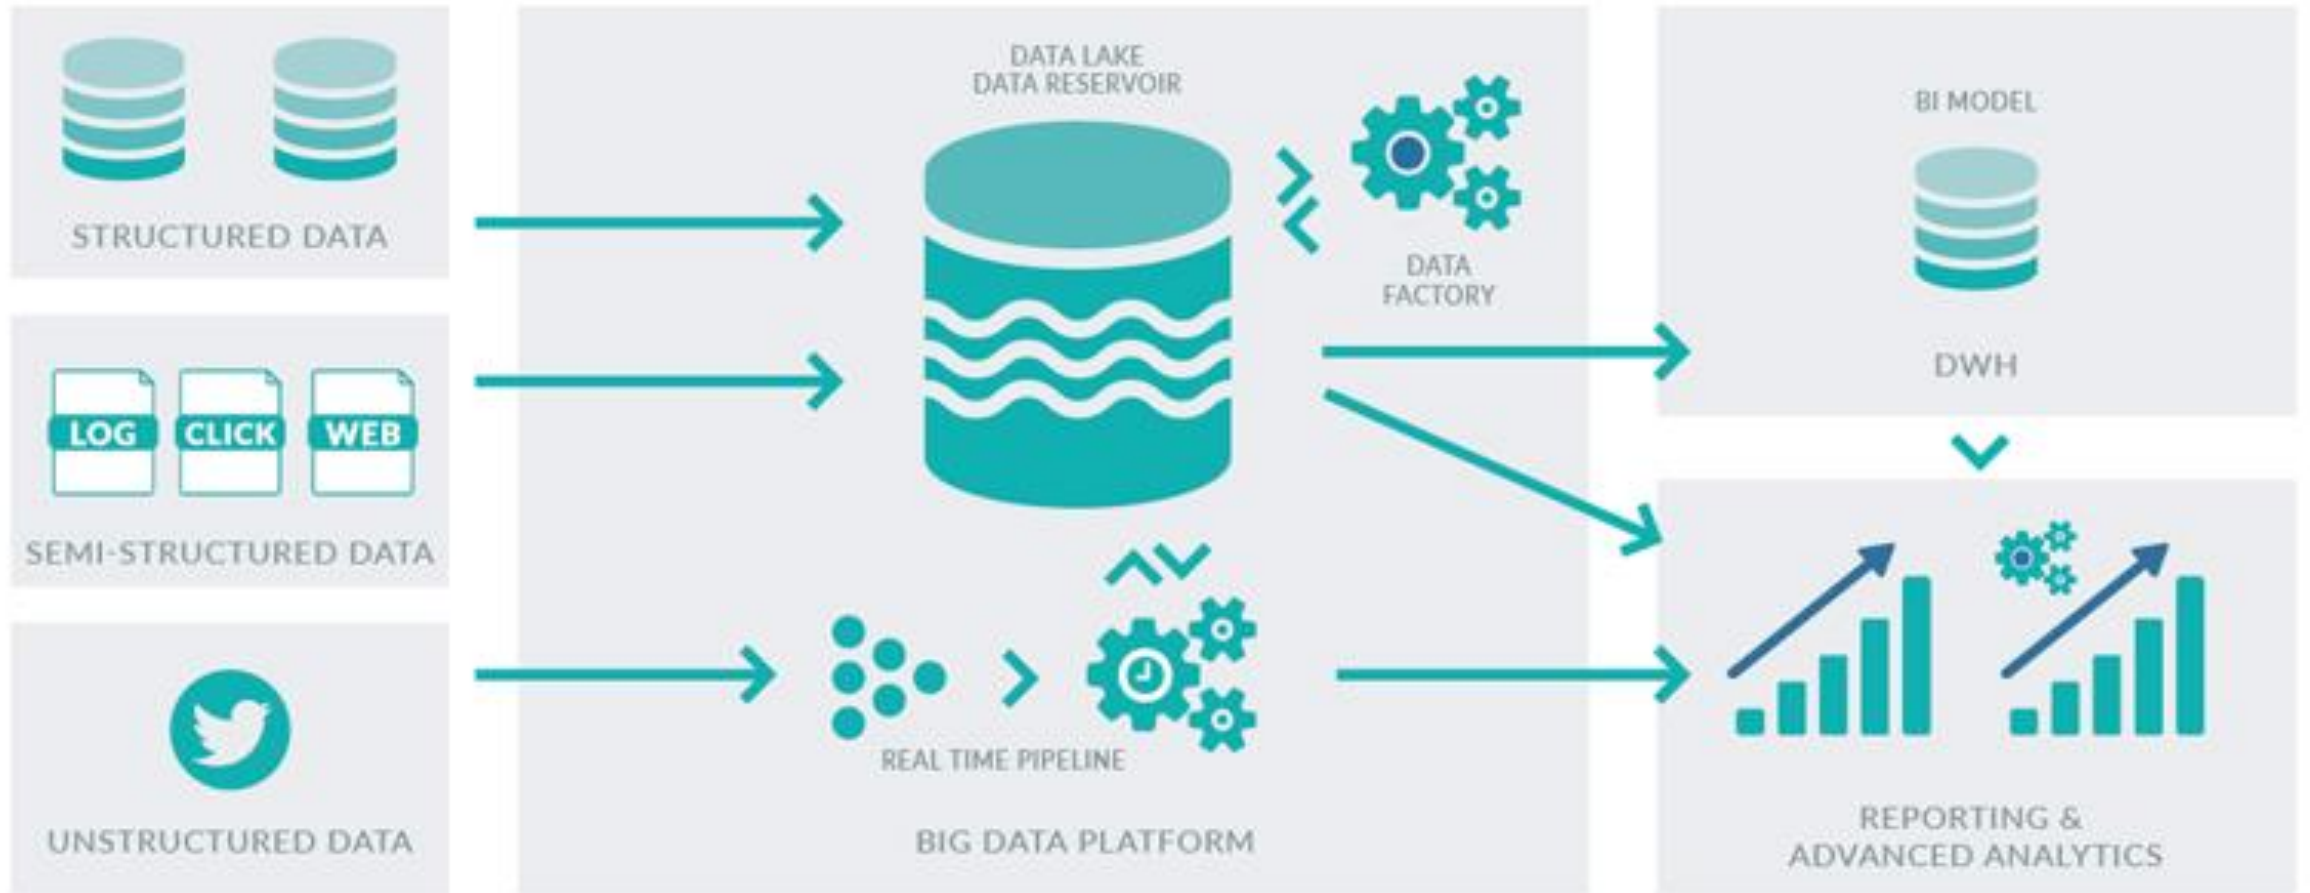 STRUCTURED DATA
LOG
CLICK
WEB
SEMI-STRUCTURED DATA
UNSTRUCTURED DATA
DATA LAKE
DATA RESERVOIR
DATA
FACTORY
REAL TIME PIPELINE
BIG DATA PLATFORM
BI MODEL
DWH
REPORTING &
ADVANCED ANALYTICS